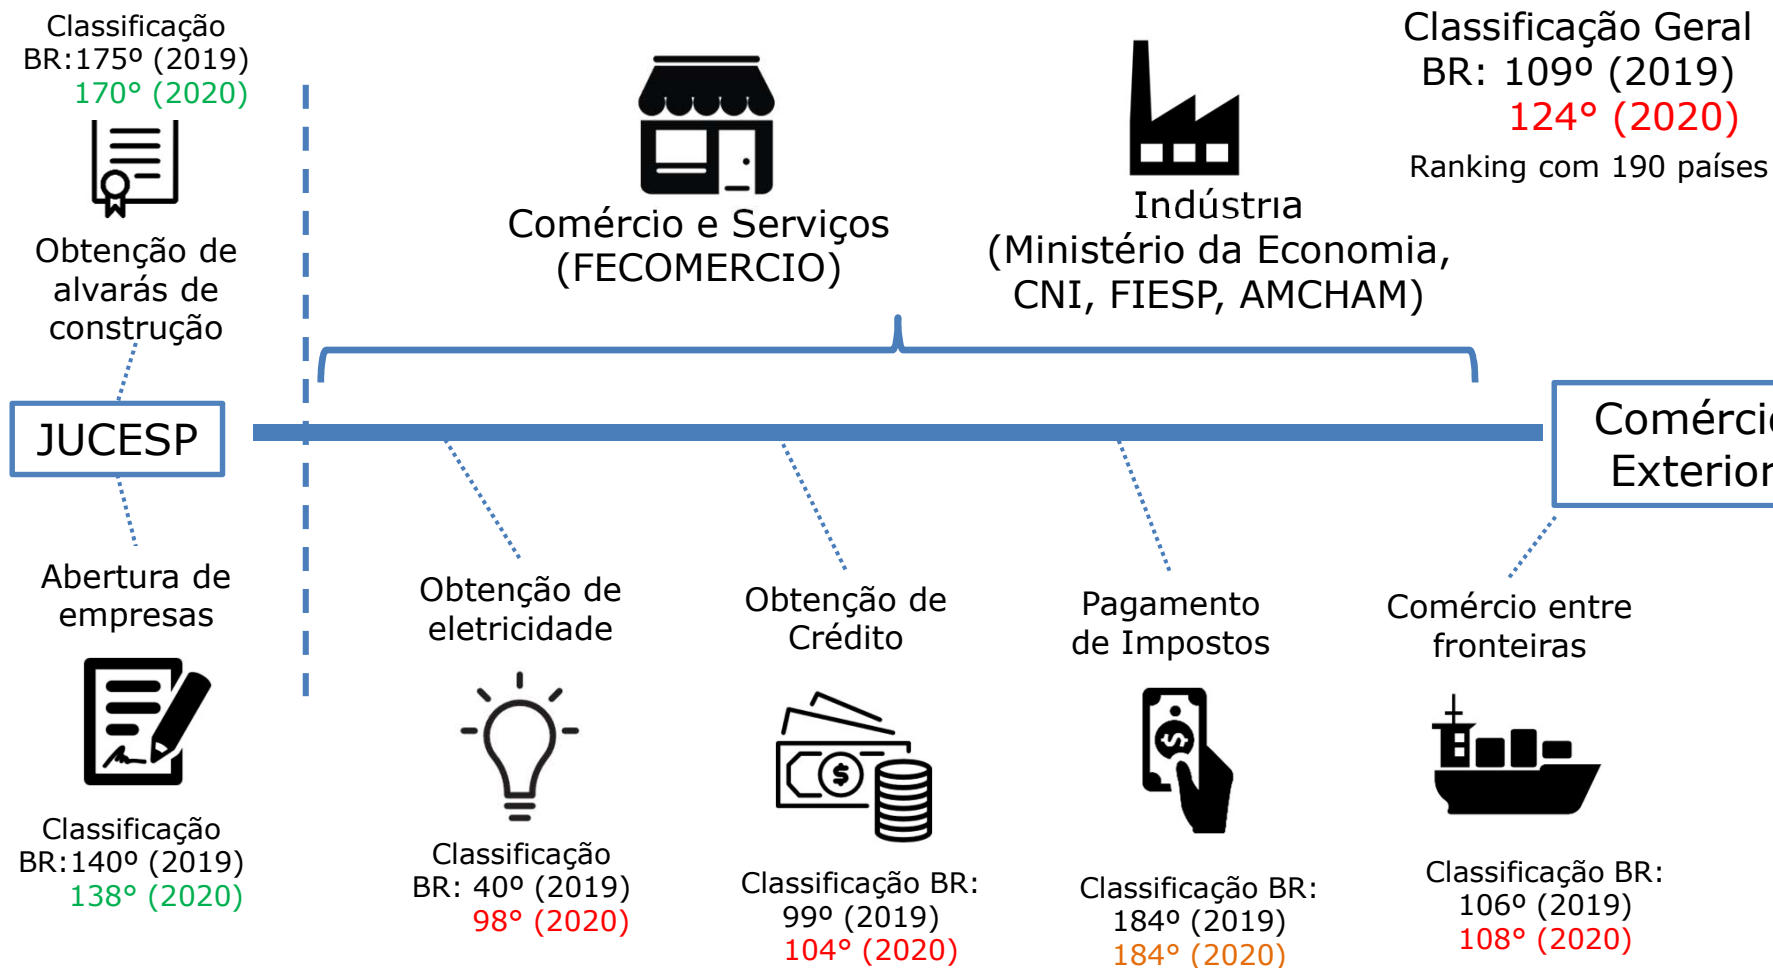 Classificação
BR:175º (2019)
170° (2020)
Obtenção de
alvarás de
construção
JUCESP
Abertura de
empresas
Classificação
BR:140º (2019)
138° (2020)
Comércio e Serviços
(FECOMERCIO)
Indústria
(Ministério da Economia,
CNI, FIESP, AMCHAM)
Classificação Geral
BR: 109º (2019)
124° (2020)
Ranking com 190 países
Obtenção de
eletricidade
Classificação
BR: 40º (2019)
98° (2020)
Obtenção de
Crédito
Classificação BR:
99º (2019)
104° (2020)
Pagamento
de Impostos
Classificação BR:
184º (2019)
184° (2020)
Comércio
Exterior
Comércio entre
fronteiras
Classificação BR:
106º (2019)
108° (2020)